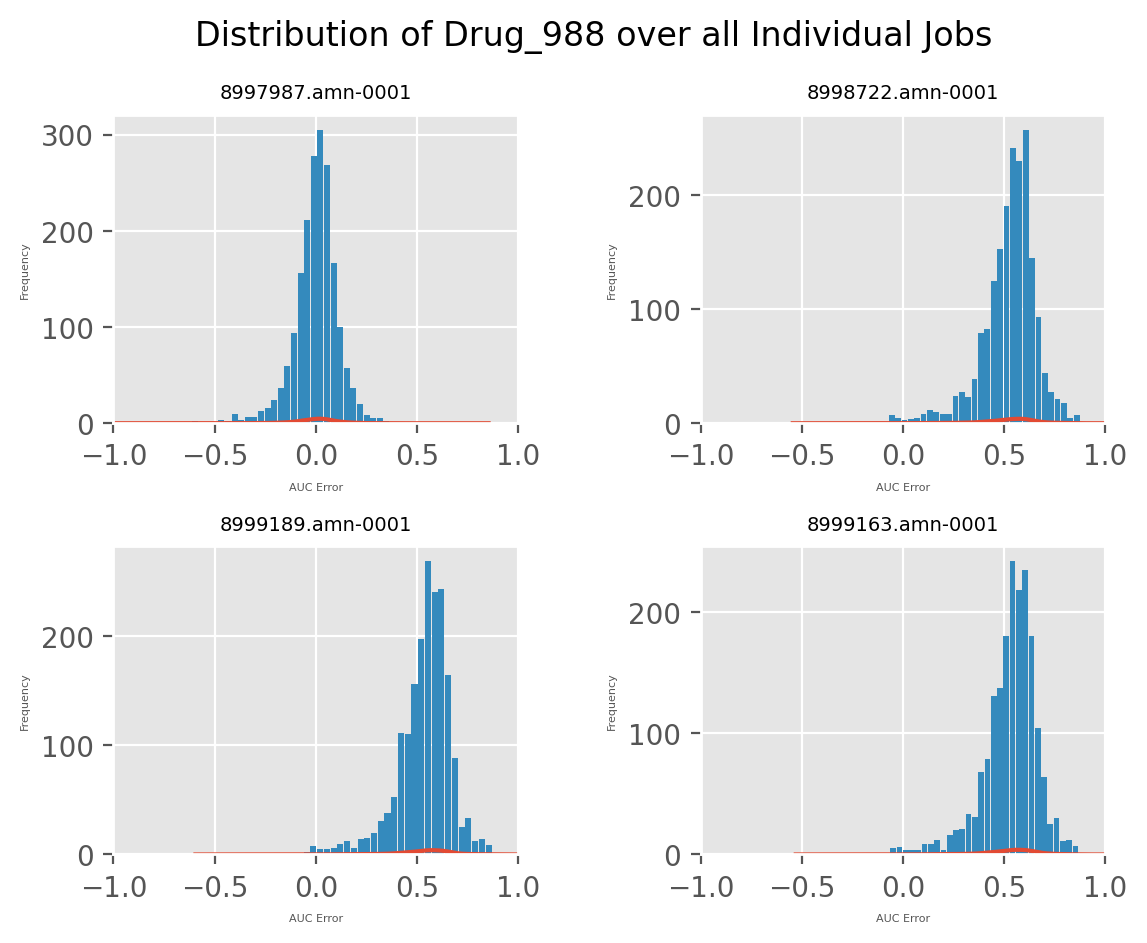 Distribution of Drug_988 over all Individual Jobs
8997987.amn-0001
300
200
100
0
Frequency
−1.0 −0.5 0.0 0.5 1.0
AUC Error
8998722.amn-0001
200
100
0
Frequency
−1.0 −0.5 0.0 0.5 1.0
AUC Error
8999189.amn-0001
200
100
0
Frequency
−1.0 −0.5 0.0 0.5 1.0
AUC Error
8999163.amn-0001
200
100
0
Frequency
−1.0 −0.5 0.0 0.5 1.0
AUC Error